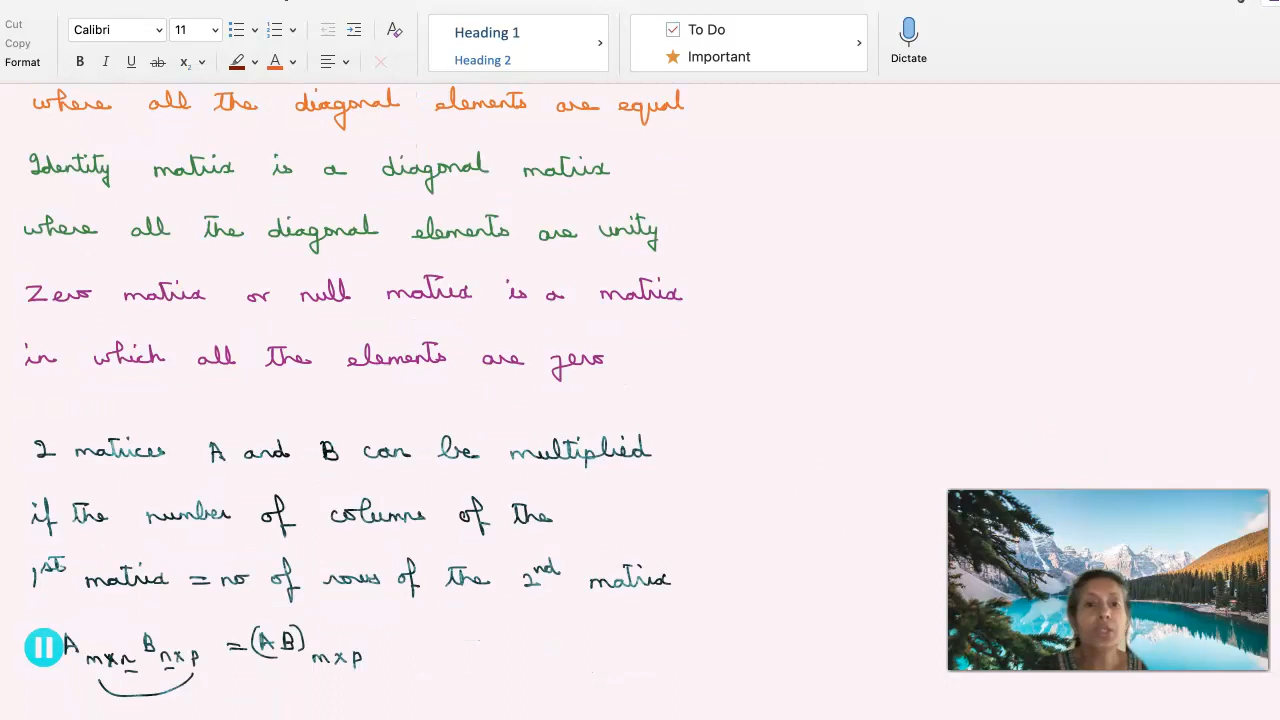 Cut
Copy
Format
Calibri
11
B I U ab x₂ A
Heading 1
Heading 2
To Do
Important
Dictate
where all the diagonal elements are equal
Identity matrix is a diagonal matrix
where all the diagonal elements are unity
Zero matrix or null matrix is a matrix
in which all the elements are zero
2 matrices A and B can be multiplied
if the number of columns of the
1st matrix = no of rows of the 2nd matrix
A m×n B n×p = (AB) m×p